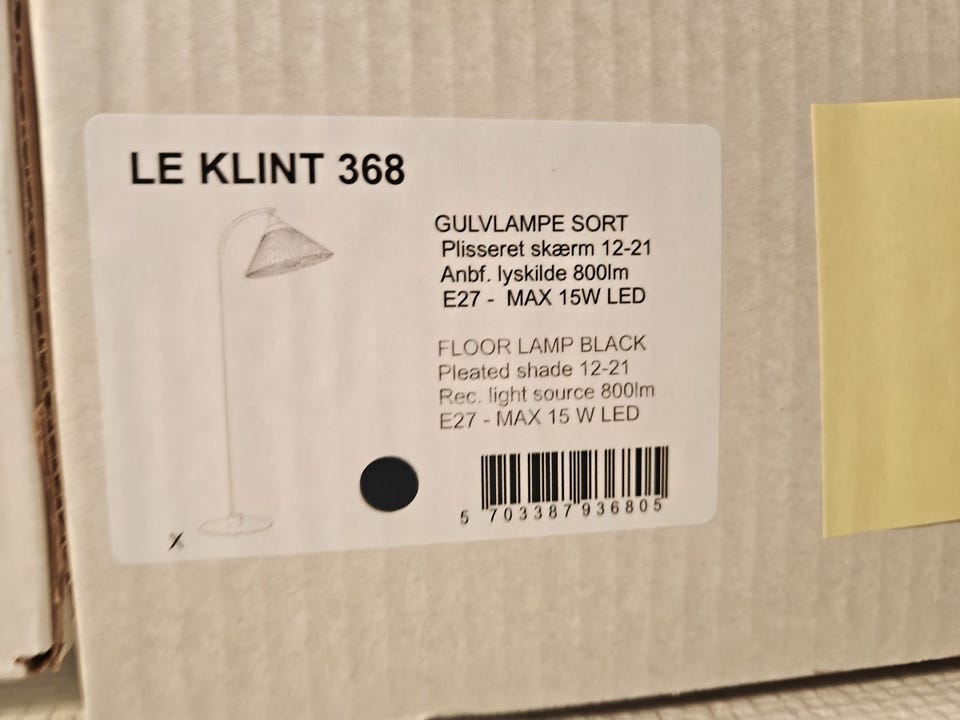 LE KLINT 368
GULVLAMPE SORT
Plisseret skærm 12-21
Anbf. lyskilde 800lm
E27 - MAX 15W LED
FLOOR LAMP BLACK
Pleated shade 12-21
Rec. light source 800lm
E27 - MAX 15 W LED
5 703387 936805
X